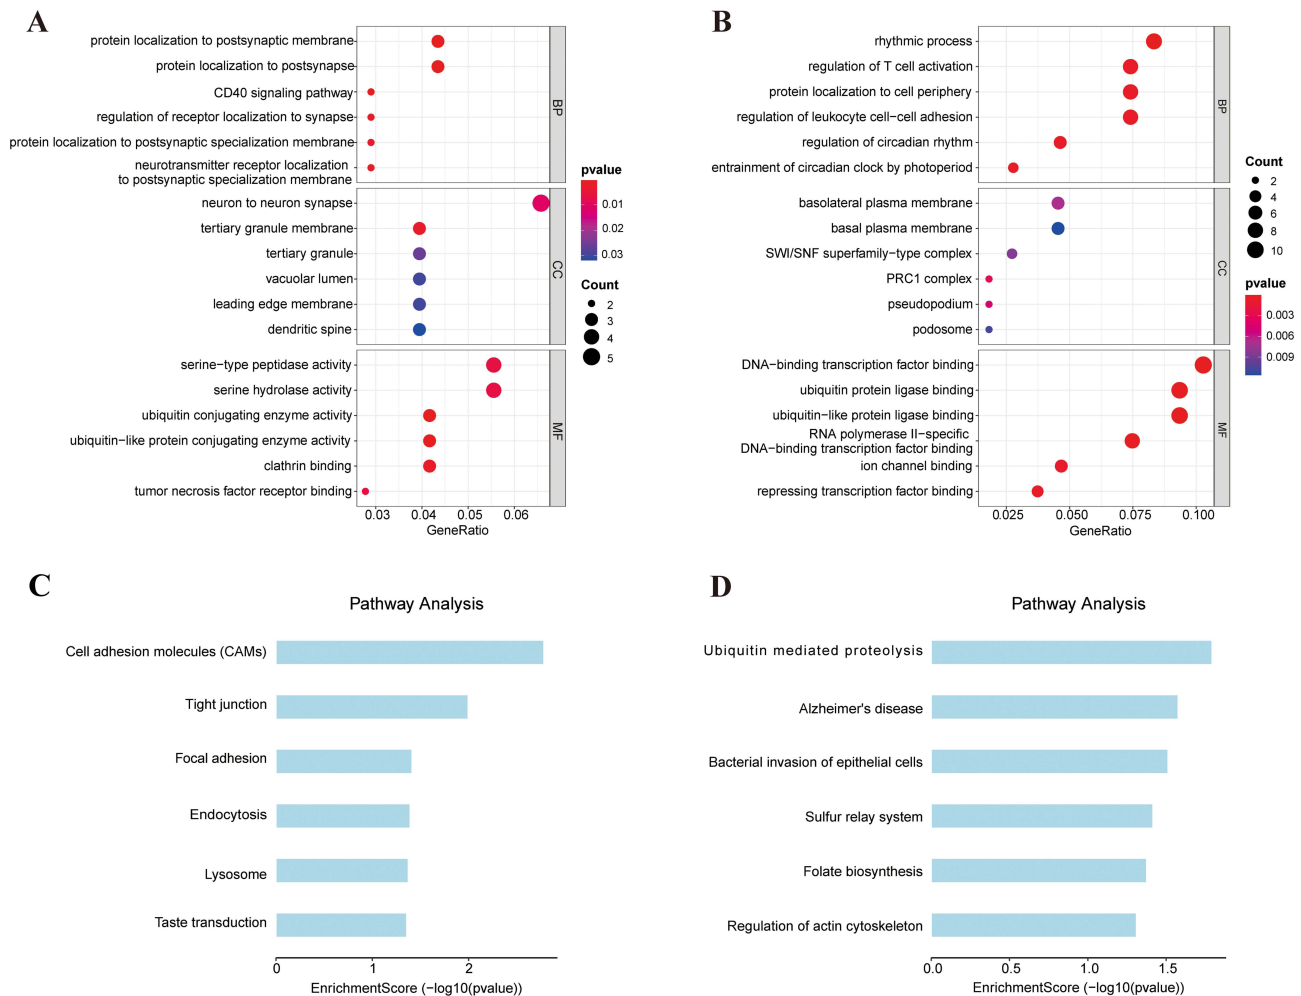 A
protein localization to postsynaptic membrane
protein localization to postsynapse
CD40 signaling pathway
regulation of receptor localization to synapse
protein localization to postsynaptic specialization membrane
neurotransmitter receptor localization
to postsynaptic specialization membrane
BP
neuron to neuron synapse
tertiary granule membrane
tertiary granule
vacuolar lumen
leading edge membrane
dendritic spine
CC
serine-type peptidase activity
serine hydrolase activity
ubiquitin conjugating enzyme activity
ubiquitin-like protein conjugating enzyme activity
clathrin binding
tumor necrosis factor receptor binding
MF
0.03 0.04 0.05 0.06
GeneRatio
pvalue
0.01
0.02
0.03
Count
2
3
4
5
B
rhythmic process
regulation of T cell activation
protein localization to cell periphery
regulation of leukocyte cell-cell adhesion
regulation of circadian rhythm
entrainment of circadian clock by photoperiod
BP
basolateral plasma membrane
basal plasma membrane
SWI/SNF superfamily-type complex
PRC1 complex
pseudopodium
podosome
CC
DNA-binding transcription factor binding
ubiquitin protein ligase binding
ubiquitin-like protein ligase binding
RNA polymerase II-specific
DNA-binding transcription factor binding
ion channel binding
repressing transcription factor binding
MF
0.025 0.050 0.075 0.100
GeneRatio
Count
2
4
6
8
10
pvalue
0.003
0.006
0.009
C
Pathway Analysis
Cell adhesion molecules (CAMs)
Tight junction
Focal adhesion
Endocytosis
Lysosome
Taste transduction
0 1 2
EnrichmentScore (-log10(pvalue))
D
Pathway Analysis
Ubiquitin mediated proteolysis
Alzheimer's disease
Bacterial invasion of epithelial cells
Sulfur relay system
Folate biosynthesis
Regulation of actin cytoskeleton
0.0 0.5 1.0 1.5
EnrichmentScore (-log10(pvalue))